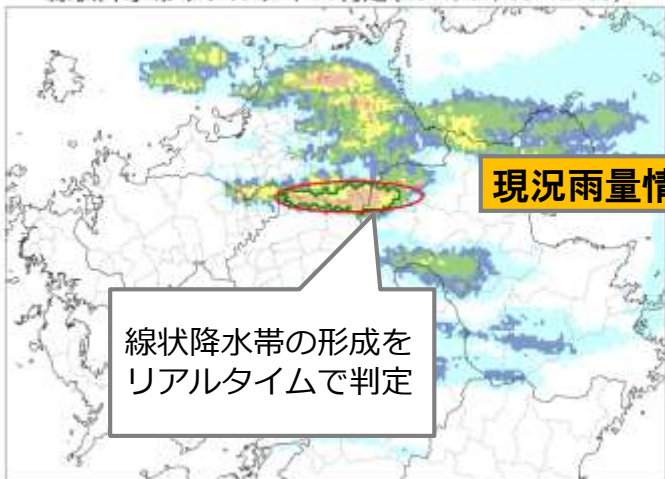 現況雨量情
線状降水帯の形成を
リアルタイムで判定